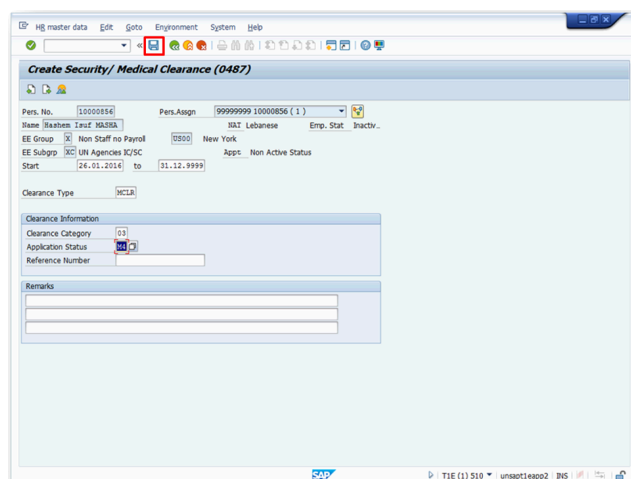 HR master data Edit Goto Environment System Help
Create Security/ Medical Clearance (0487)
Pers. No. 10000856 Pers.Assgn 99999999 10000856 ( 1 )
Name Hashem Isuf MASHA NAT Lebanese Emp. Stat Inactiv..
EE Group X Non Staff no Payroll US00 New York
EE Subgrp XC UN Agencies IC/SC Appt Non Active Status
Start 26.01.2016 to 31.12.9999
Clearance Type MCLR
Clearance Information
Clearance Category 03
Application Status M4
Reference Number
Remarks
SAP T1E (1) 510 unsapt1eapp2 INS